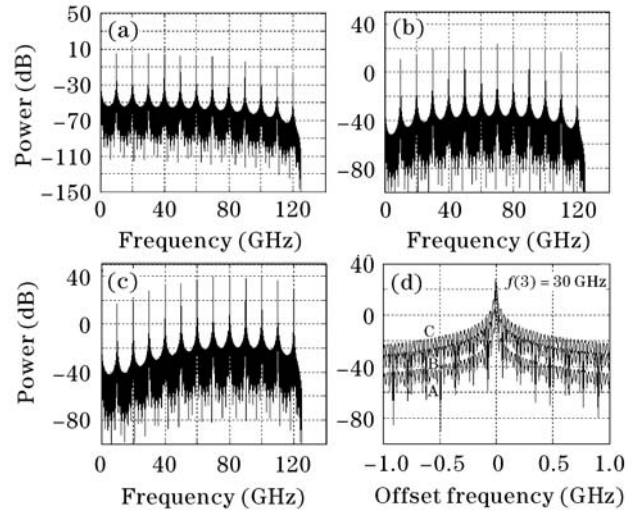 (a)
50
10
−30
−70
−110
−150
Power (dB)
0 40 80 120
Frequency (GHz)
(b)
40
0
−40
−80
0 40 80 120
Frequency (GHz)
(c)
40
0
−40
−80
Power (dB)
0 40 80 120
Frequency (GHz)
(d) f(3) = 30 GHz
40
0
−40
−80
C
B
A
−1.0 −0.5 0 0.5 1.0
Offset frequency (GHz)